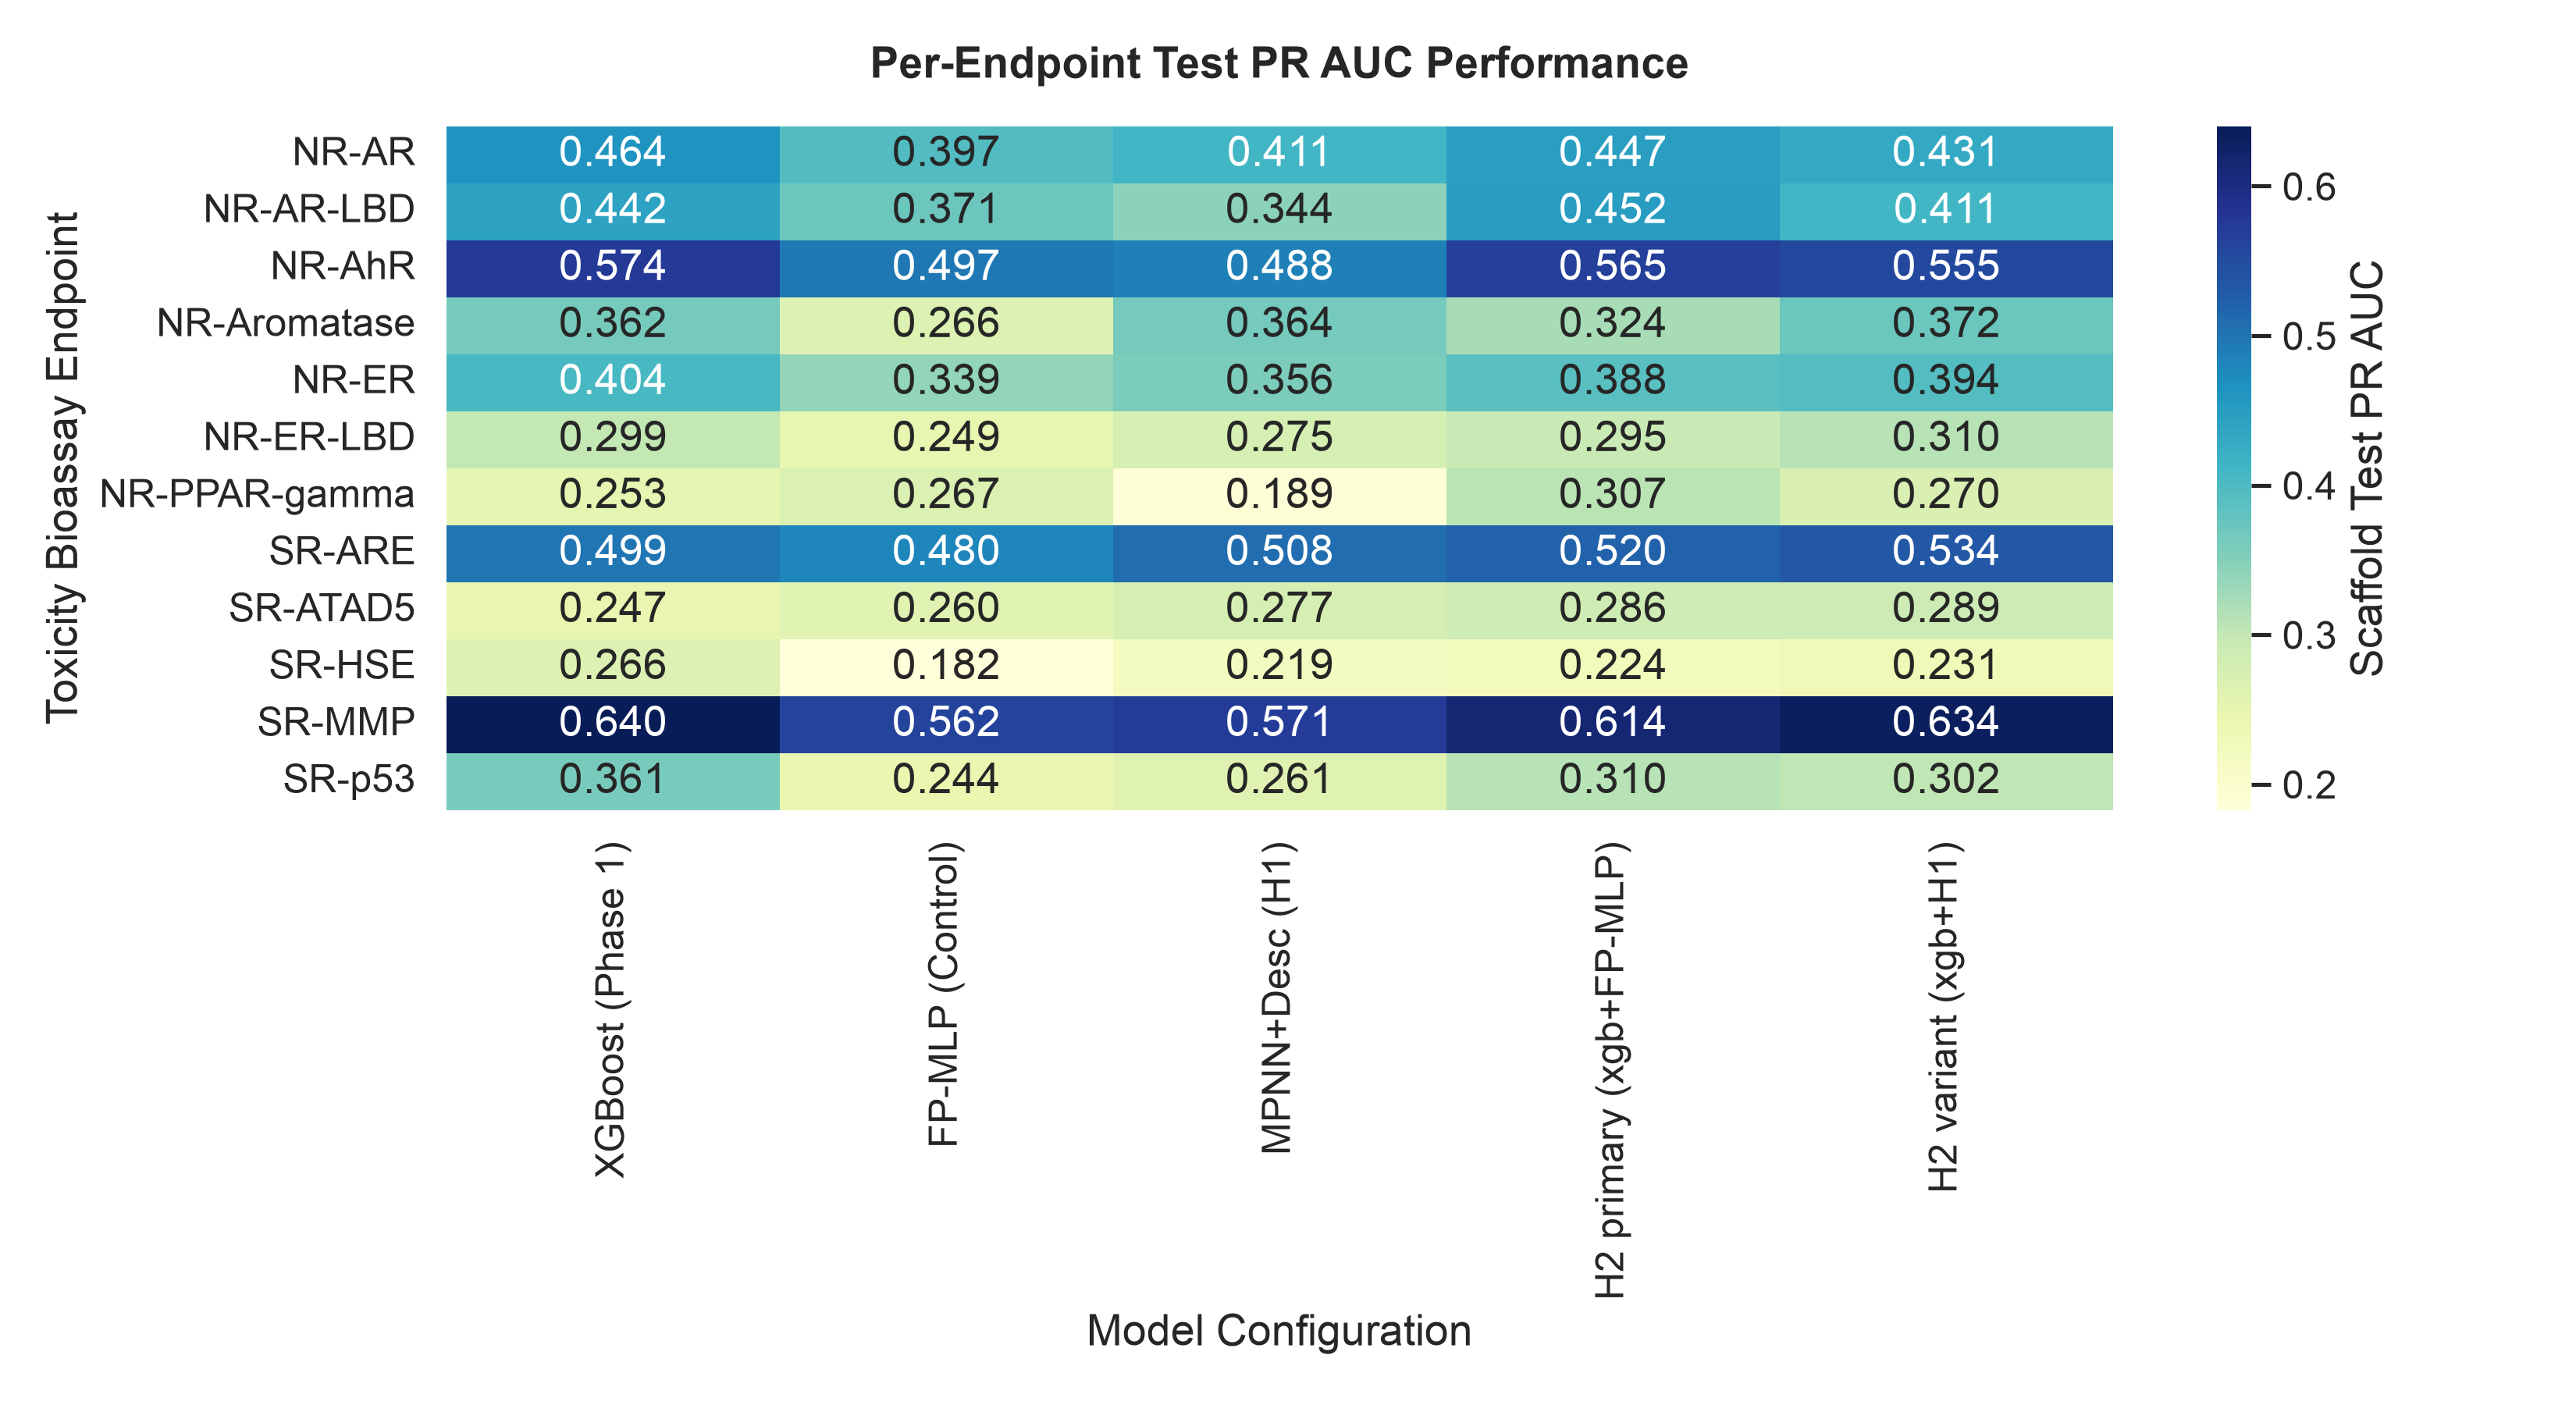 Per-Endpoint Test PR AUC Performance
Toxicity Bioassay Endpoint
NR-AR 0.464 0.397 0.411 0.447 0.431
NR-AR-LBD 0.442 0.371 0.344 0.452 0.411
NR-AhR 0.574 0.497 0.488 0.565 0.555
NR-Aromatase 0.362 0.266 0.364 0.324 0.372
NR-ER 0.404 0.339 0.356 0.388 0.394
NR-ER-LBD 0.299 0.249 0.275 0.295 0.310
NR-PPAR-gamma 0.253 0.267 0.189 0.307 0.270
SR-ARE 0.499 0.480 0.508 0.520 0.534
SR-ATAD5 0.247 0.260 0.277 0.286 0.289
SR-HSE 0.266 0.182 0.219 0.224 0.231
SR-MMP 0.640 0.562 0.571 0.614 0.634
SR-p53 0.361 0.244 0.261 0.310 0.302
XGBoost (Phase 1)
FP-MLP (Control)
MPNN+Desc (H1)
H2 primary (xgb+FP-MLP)
H2 variant (xgb+H1)
Model Configuration
0.6
0.5
0.4
0.3
0.2
Scaffold Test PR AUC